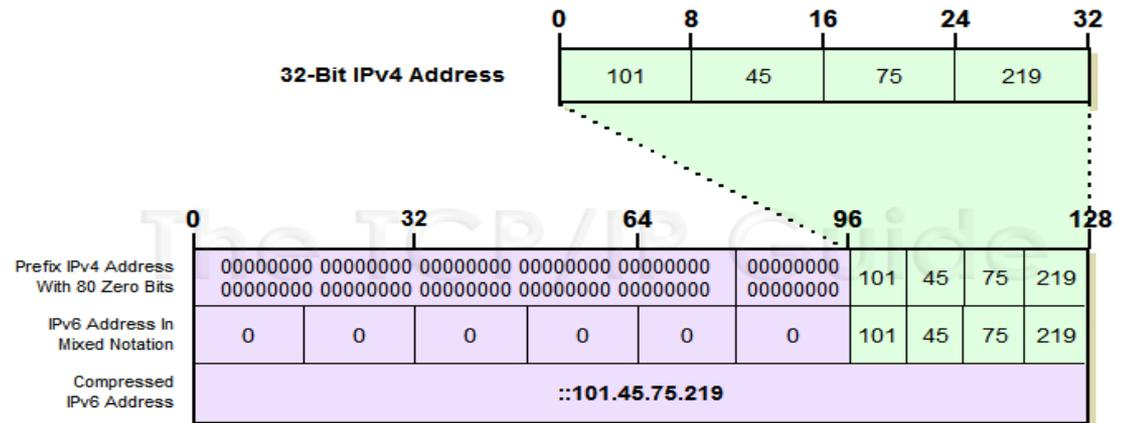 0 8 16 24 32
32-Bit IPv4 Address 101 45 75 219
The TCP/IP Guide
0 32 64 96 128
Prefix IPv4 Address
With 80 Zero Bits
00000000 00000000 00000000 00000000 00000000 00000000
00000000 00000000 00000000 00000000 00000000 00000000
101 45 75 219
IPv6 Address In
Mixed Notation
0 0 0 0 0 0 101 45 75 219
Compressed
IPv6 Address
::101.45.75.219